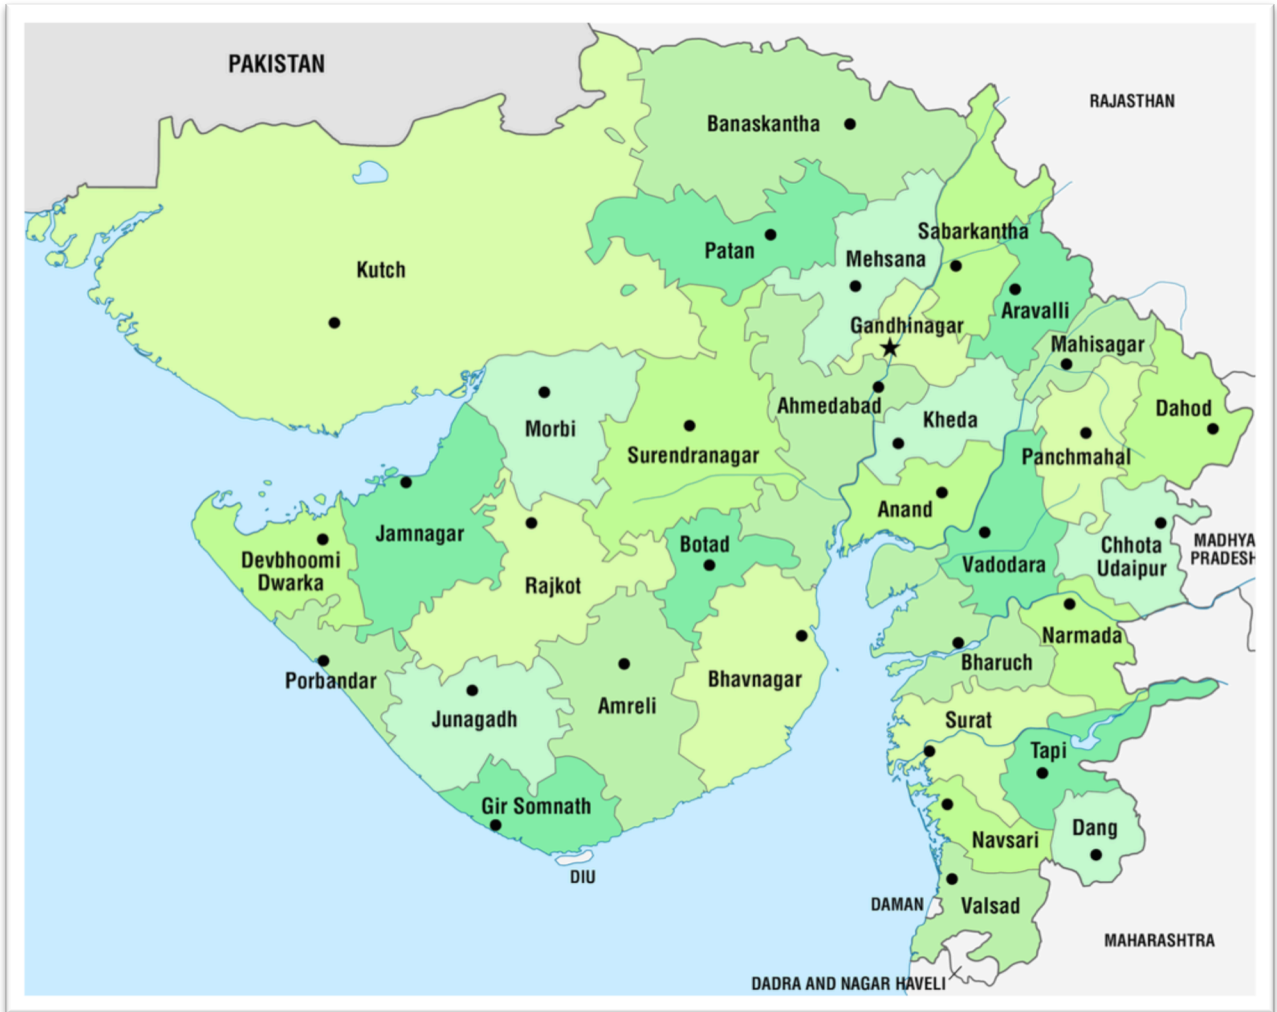 PAKISTAN
RAJASTHAN
Banaskantha
Sabarkantha
Patan
Mehsana
Kutch
Aravalli
Gandhinagar
Mahisagar
Ahmedabad
Dahod
Kheda
Morbi
Surendranagar
Panchmahal
Anand
Jamnagar
Botad
Chhota
Udaipur
MADHYA
PRADESH
Devbhoomi
Dwarka
Vadodara
Rajkot
Narmada
Bharuch
Porbandar
Bhavnagar
Amreli
Junagadh
Surat
Tapi
Gir Somnath
Dang
Navsari
DIU
DAMAN
Valsad
MAHARASHTRA
DADRA AND NAGAR HAVELI